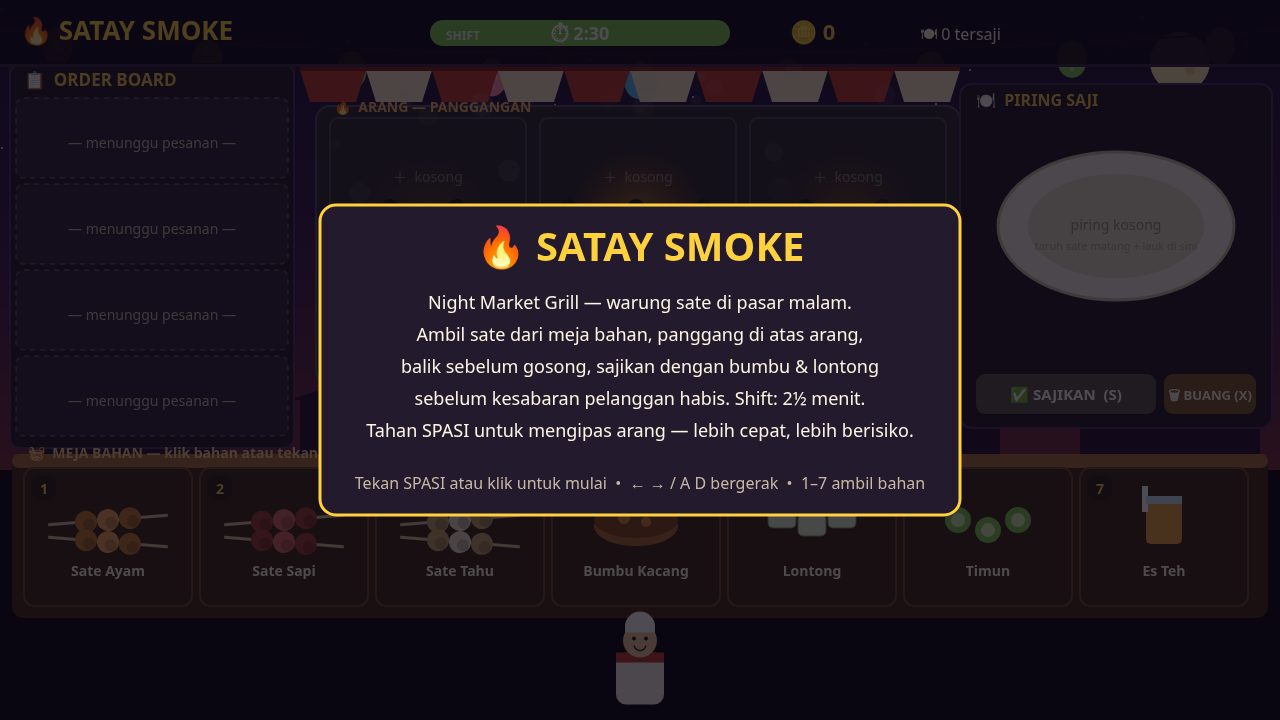 🔥 SATAY SMOKE
SHIFT ⏱ 2:30
🪙 0
🍽 0 tersaji
📋 ORDER BOARD
— menunggu pesanan —
— menunggu pesanan —
— menunggu pesanan —
— menunggu pesanan —
🔥 ARANG — PANGGANGAN
+ kosong
+ kosong
+ kosong
🍽 PIRING SAJI
piring kosong
taruh sate matang + lauk di sini
✅ SAJIKAN (S)
🗑 BUANG (X)
🔥 SATAY SMOKE
Night Market Grill — warung sate di pasar malam.
Ambil sate dari meja bahan, panggang di atas arang,
balik sebelum gosong, sajikan dengan bumbu & lontong
sebelum kesabaran pelanggan habis. Shift: 2½ menit.
Tahan SPASI untuk mengipas arang — lebih cepat, lebih berisiko.
Tekan SPASI atau klik untuk mulai • ← → / A D bergerak • 1–7 ambil bahan
🧺 MEJA BAHAN — klik bahan atau tekan
1
2
7
Sate Ayam
Sate Sapi
Sate Tahu
Bumbu Kacang
Lontong
Timun
Es Teh